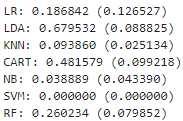 LR: 0.186842 (0.126527)
LDA: 0.679532 (0.088825)
KNN: 0.093860 (0.025134)
CART: 0.481579 (0.099218)
NB: 0.038889 (0.043390)
SVM: 0.000000 (0.000000)
RF: 0.260234 (0.079852)